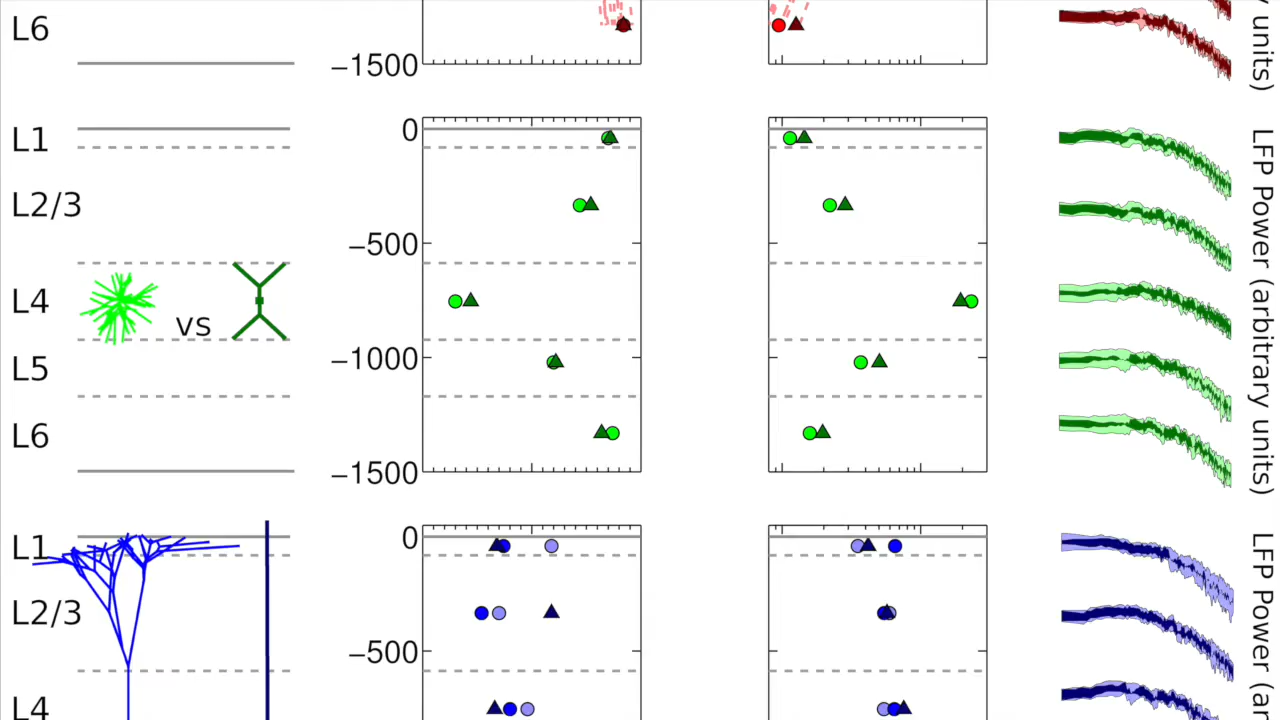 L6
−1500
y units)
L1
0
L2/3
−500
L4
vs
−1000
L5
L6
−1500
LFP Power (arbitrary units)
L1
0
L2/3
−500
L4
LFP Power (ar